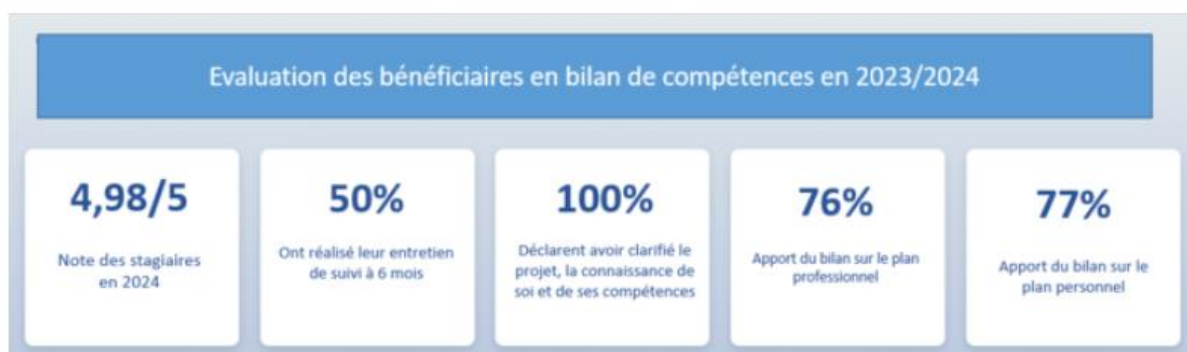 Evaluation des bénéficiaires en bilan de compétences en 2023/2024
4,98/5
Note des stagiaires
en 2024
50%
Ont réalisé leur entretien
de suivi à 6 mois
100%
Déclarent avoir clarifié le
projet, la connaissance de
soi et de ses compétences
76%
Apport du bilan sur le plan
professionnel
77%
Apport du bilan sur le
plan personnel